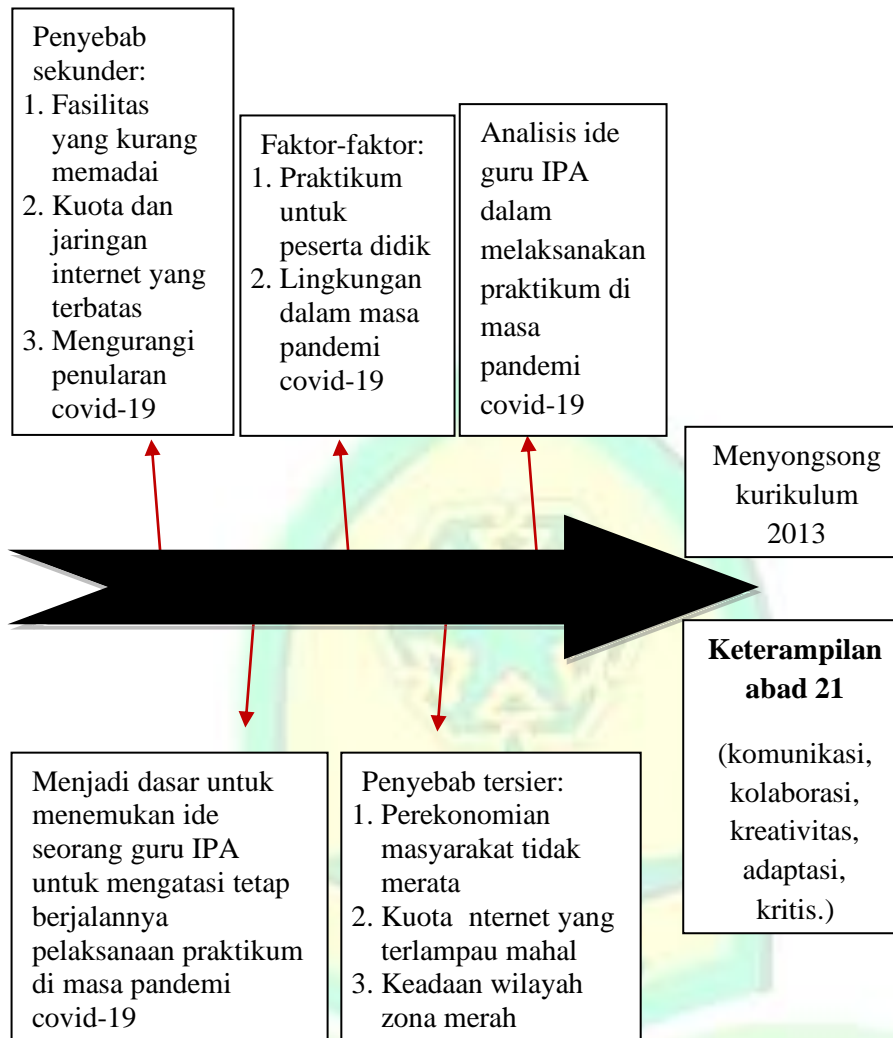 Penyebab
sekunder:
1. Fasilitas
yang kurang
memadai
2. Kuota dan
jaringan
internet yang
terbatas
3. Mengurangi
penularan
covid-19
Faktor-faktor:
1. Praktikum
untuk
peserta didik
2. Lingkungan
dalam masa
pandemi
covid-19
Analisis ide
guru IPA
dalam
melaksanakan
praktikum di
masa
pandemi
covid-19
Menyongsong
kurikulum
2013
Keterampilan
abad 21
(komunikasi,
kolaborasi,
kreativitas,
adaptasi,
kritis.)
Menjadi dasar untuk
menemukan ide
seorang guru IPA
untuk mengatasi tetap
berjalannya
pelaksanaan praktikum
di masa pandemi
covid-19
Penyebab tersier:
1. Perekonomian
masyarakat tidak
merata
2. Kuota  nternet yang
terlampau mahal
3. Keadaan wilayah
zona merah